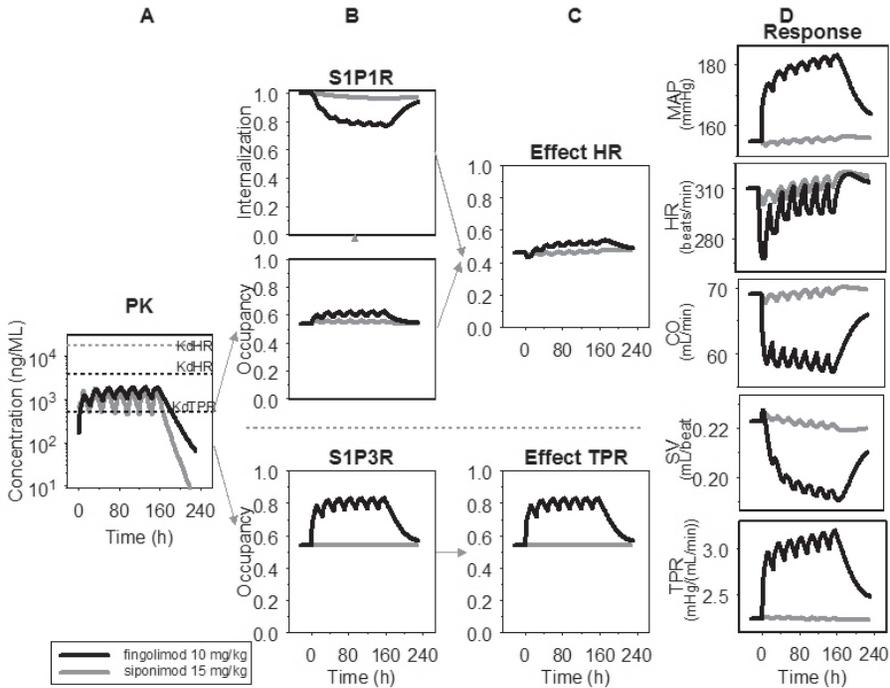 A
B
C
D
Response
S1P1R
Internalization
1.0
0.8
0.6
0.4
0.2
0.0
Occupancy
1.0
0.8
0.6
0.4
0.2
0.0
Effect HR
1.0
0.8
0.6
0.4
0.2
0.0
0 80 160 240
Time (h)
PK
Concentration (ng/ML)
10^4
10^3
10^2
10^1
KdHR
KdHR
KdTPR
0 80 160 240
Time (h)
S1P3R
Occupancy
1.0
0.8
0.6
0.4
0.2
0.0
0 80 160 240
Time (h)
Effect TPR
1.0
0.8
0.6
0.4
0.2
0.0
0 80 160 240
Time (h)
MAP
(mmHg)
180
160
HR
(beats/min)
310
280
CO
(mL/min)
70
60
SV
(mL/beat
0.22
0.20
TPR
(mHg/(mL/min))
3.0
2.5
0 80 160 240
Time (h)
fingolimod 10 mg/kg
siponimod 15 mg/kg